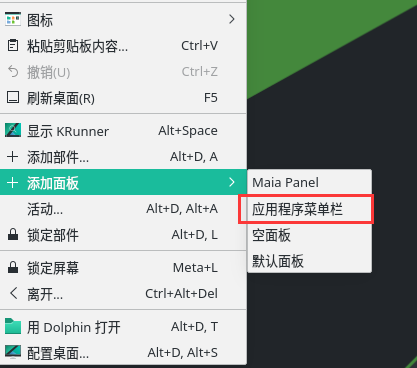 图标
粘贴剪贴板内容... Ctrl+V
撤销(U) Ctrl+Z
刷新桌面(R) F5
显示 KRunner Alt+Space
添加部件... Alt+D, A
添加面板
活动... Alt+D, Alt+A
锁定部件 Alt+D, L
锁定屏幕 Meta+L
离开... Ctrl+Alt+Del
用 Dolphin 打开 Alt+D, T
配置桌面... Alt+D, Alt+S
Maia Panel
应用程序菜单栏
空面板
默认面板